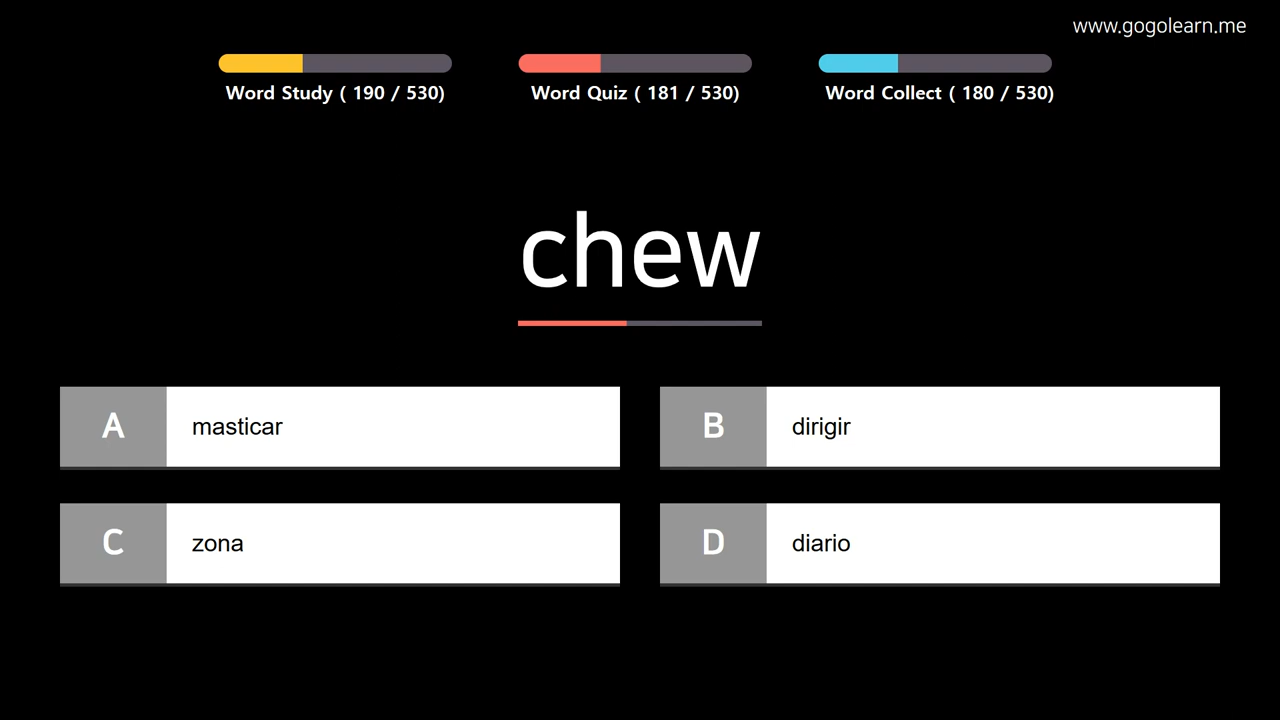 www.gogolearn.me
Word Study ( 190 / 530)
Word Quiz ( 181 / 530)
Word Collect ( 180 / 530)
chew
A masticar
B dirigir
C zona
D diario